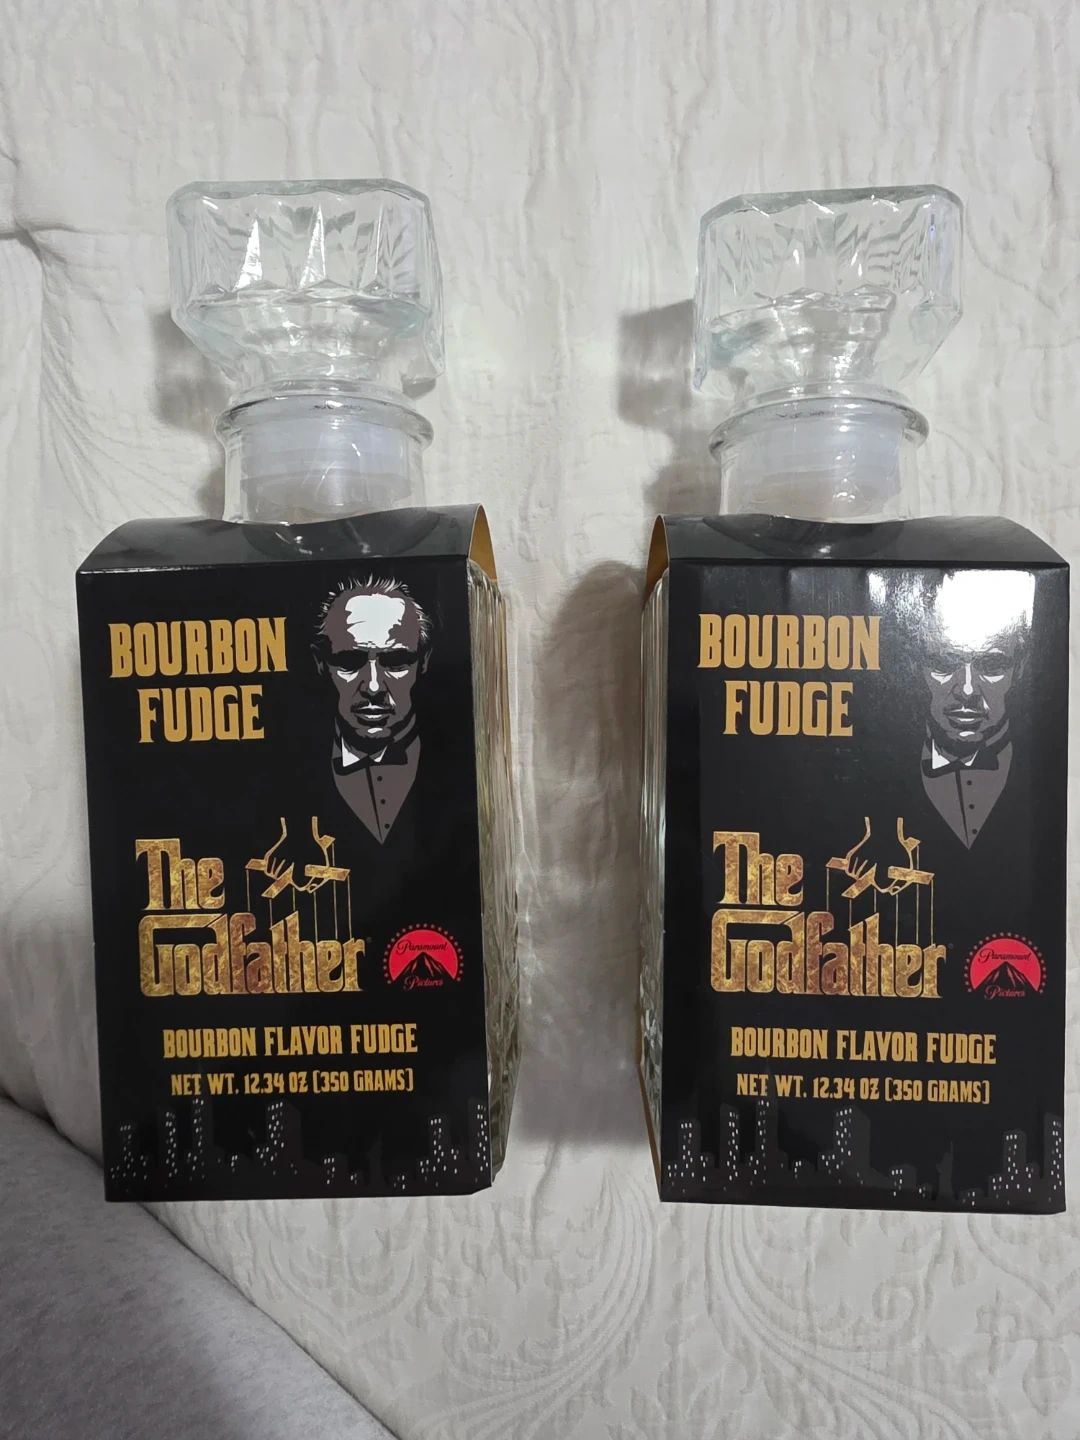 BOURBON
FUDGE
The
Godfather
Paramount
Pictures
BOURBON FLAVOR FUDGE
NET WT. 12.34 OZ (350 GRAMS)
BOURBON
FUDGE
The
Godfather
Paramount
Pictures
BOURBON FLAVOR FUDGE
NET WT. 12.34 OZ (350 GRAMS)